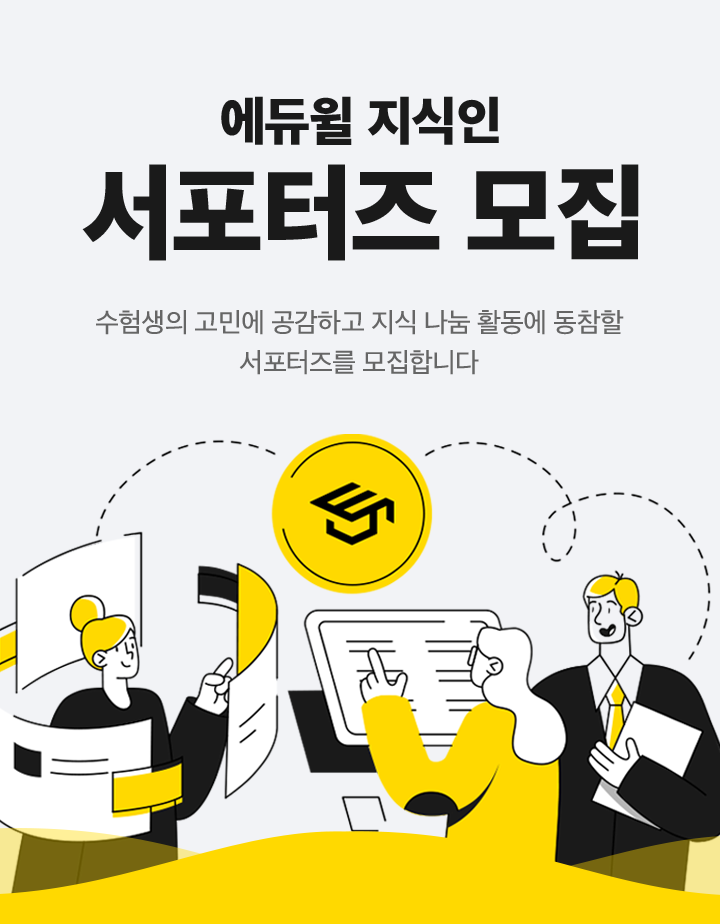 에듀윌 지식인
서포터즈 모집
수험생의 고민에 공감하고 지식 나눔 활동에 동참할
서포터즈를 모집합니다